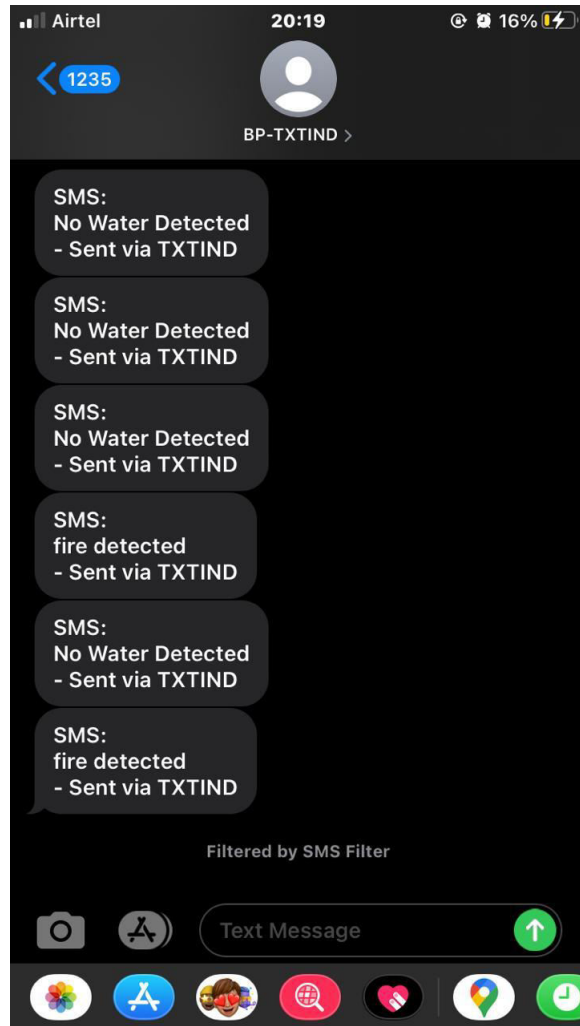 Airtel 20:19 16%
1235
BP-TXTIND >
SMS:
No Water Detected
- Sent via TXTIND
SMS:
No Water Detected
- Sent via TXTIND
SMS:
No Water Detected
- Sent via TXTIND
SMS:
fire detected
- Sent via TXTIND
SMS:
No Water Detected
- Sent via TXTIND
SMS:
fire detected
- Sent via TXTIND
Filtered by SMS Filter
Text Message